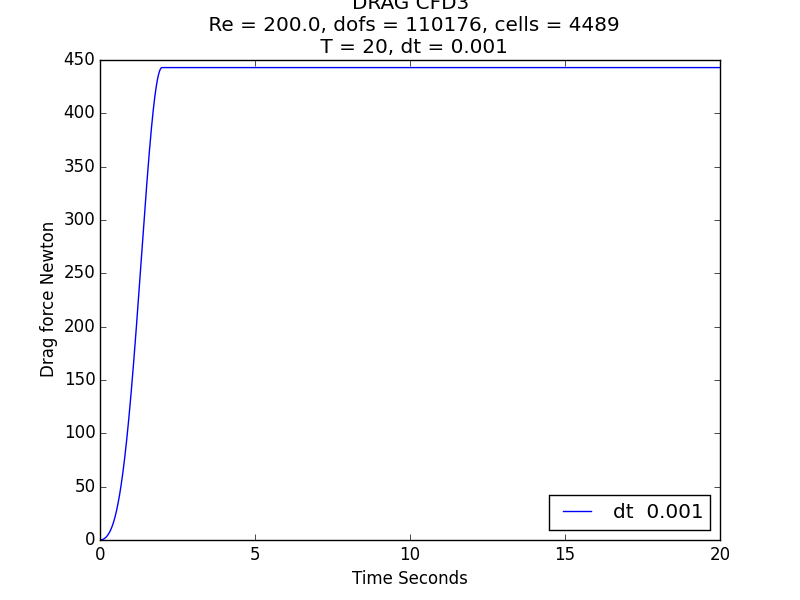 DRAG CFD3
Re = 200.0, dofs = 110176, cells = 4489
T = 20, dt = 0.001
450
400
350
300
250
200
150
100
50
0
Drag force Newton
dt 0.001
0 5 10 15 20
Time Seconds